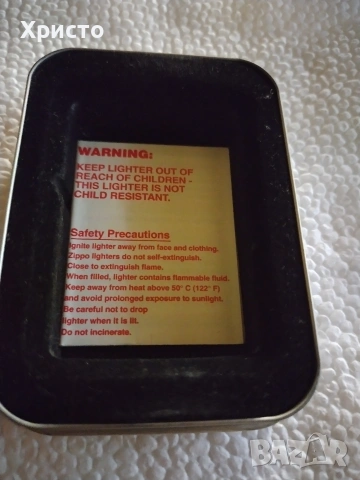 Христо
WARNING:
KEEP LIGHTER OUT OF
REACH OF CHILDREN -
THIS LIGHTER IS NOT
CHILD RESISTANT.
Safety Precautions
Ignite lighter away from face and clothing.
Zippo lighters do not self-extinguish.
Close to extinguish flame.
When filled, lighter contains flammable fluid.
Keep away from heat above 50° C (122° F)
and avoid prolonged exposure to sunlight.
Be careful not to drop
lighter when it is lit.
Do not incinerate.
BAZAR